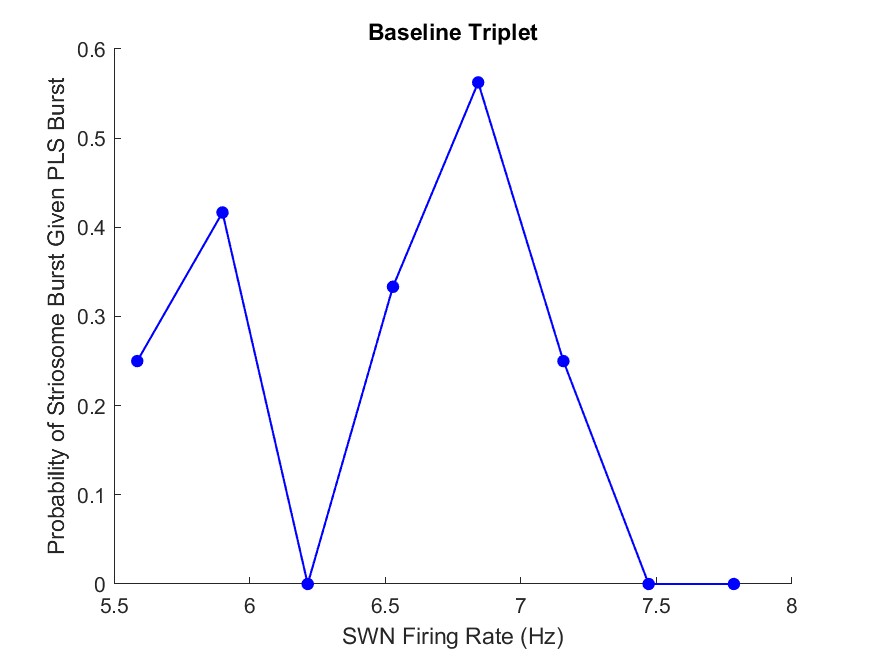 Baseline Triplet
Probability of Striosome Burst Given PLS Burst
0.6
0.5
0.4
0.3
0.2
0.1
0
5.5 6 6.5 7 7.5 8
SWN Firing Rate (Hz)